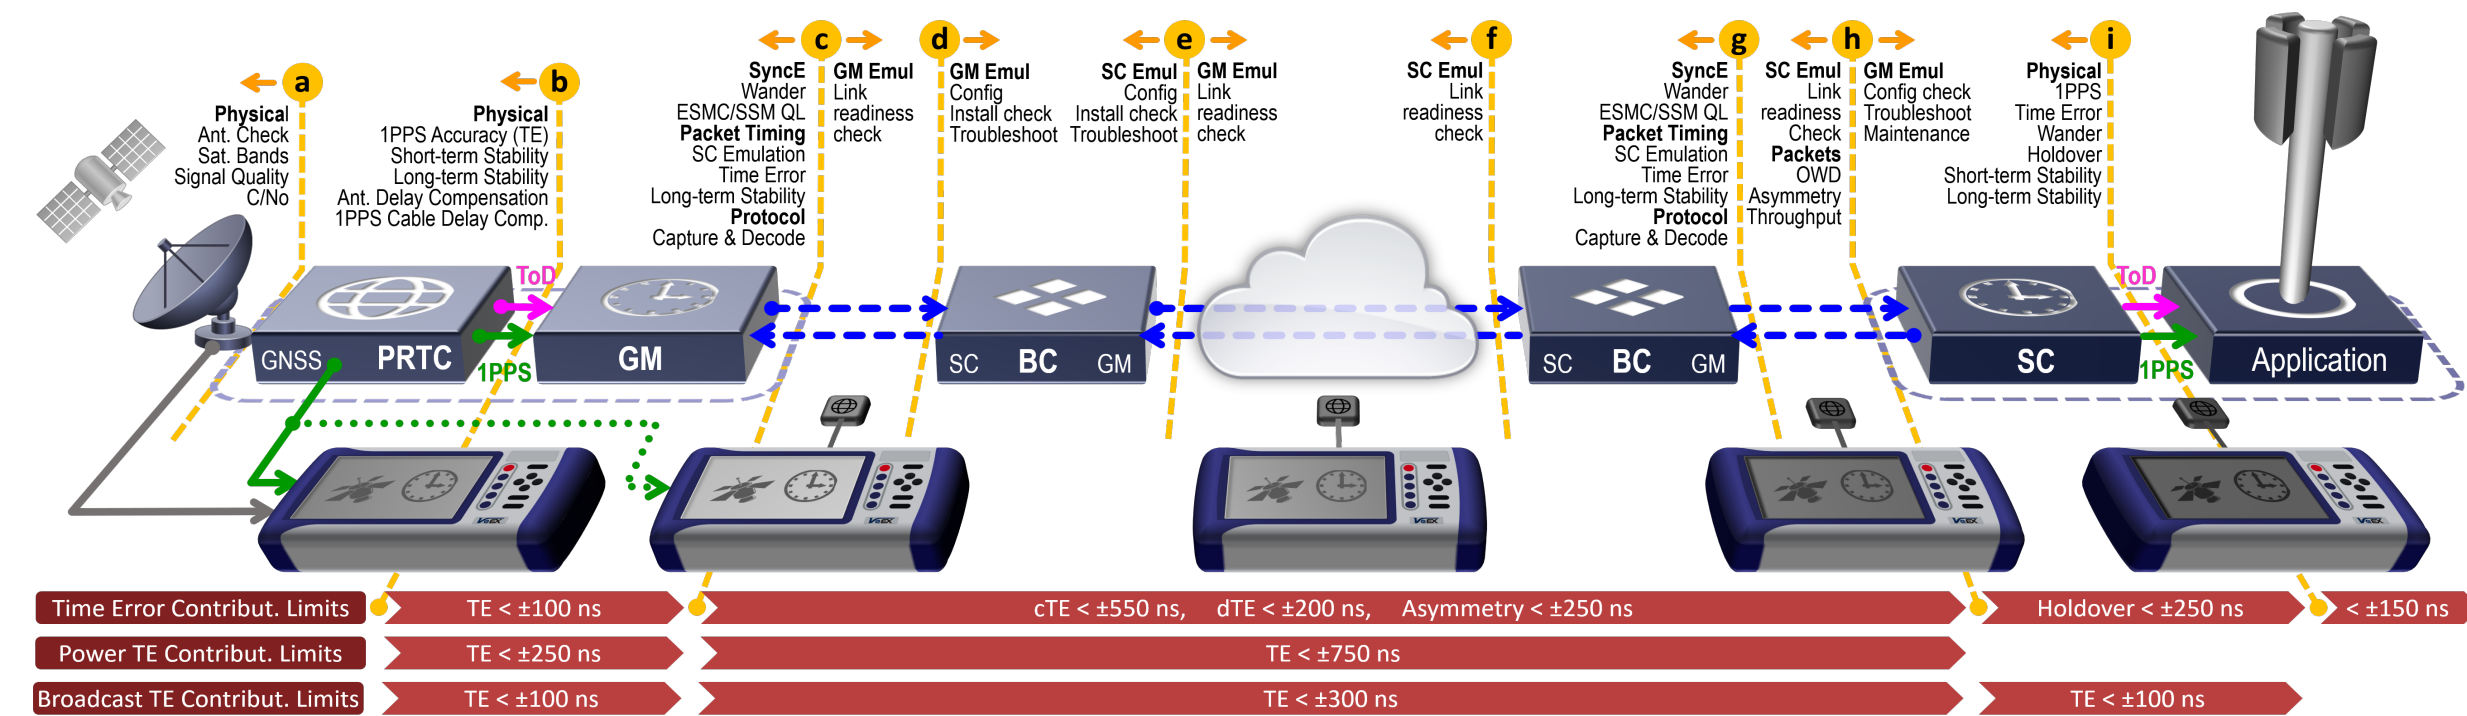 a
Physical
Ant. Check
Sat. Bands
Signal Quality
C/No
b
Physical
1PPS Accuracy (TE)
Short-term Stability
Long-term Stability
Ant. Delay Compensation
1PPS Cable Delay Comp.
c
SyncE
Wander
ESMC/SSM QL
Packet Timing
SC Emulation
Time Error
Long-term Stability
Protocol
Capture & Decode
GM Emul
Link
readiness
check
d
GM Emul
Config
Install check
Troubleshoot
e
SC Emul
Config
Install check
Troubleshoot
GM Emul
Link
readiness
check
f
SC Emul
Link
readiness
check
g
SyncE
Wander
ESMC/SSM QL
Packet Timing
SC Emulation
Time Error
Long-term Stability
Protocol
Capture & Decode
h
SC Emul
Link
readiness
Check
Packets
OWD
Asymmetry
Throughput
GM Emul
Config check
Troubleshoot
Maintenance
i
Physical
1PPS
Time Error
Wander
Holdover
Short-term Stability
Long-term Stability
GNSS PRTC
ToD
1PPS
GM
SC BC GM
SC BC GM
SC
ToD
1PPS
Application
VeEX
VeEX
VeEX
VeEX
VeEX
Time Error Contribut. Limits
TE < ±100 ns
cTE < ±550 ns, dTE < ±200 ns, Asymmetry < ±250 ns
Holdover < ±250 ns
< ±150 ns
Power TE Contribut. Limits
TE < ±250 ns
TE < ±750 ns
Broadcast TE Contribut. Limits
TE < ±100 ns
TE < ±300 ns
TE < ±100 ns